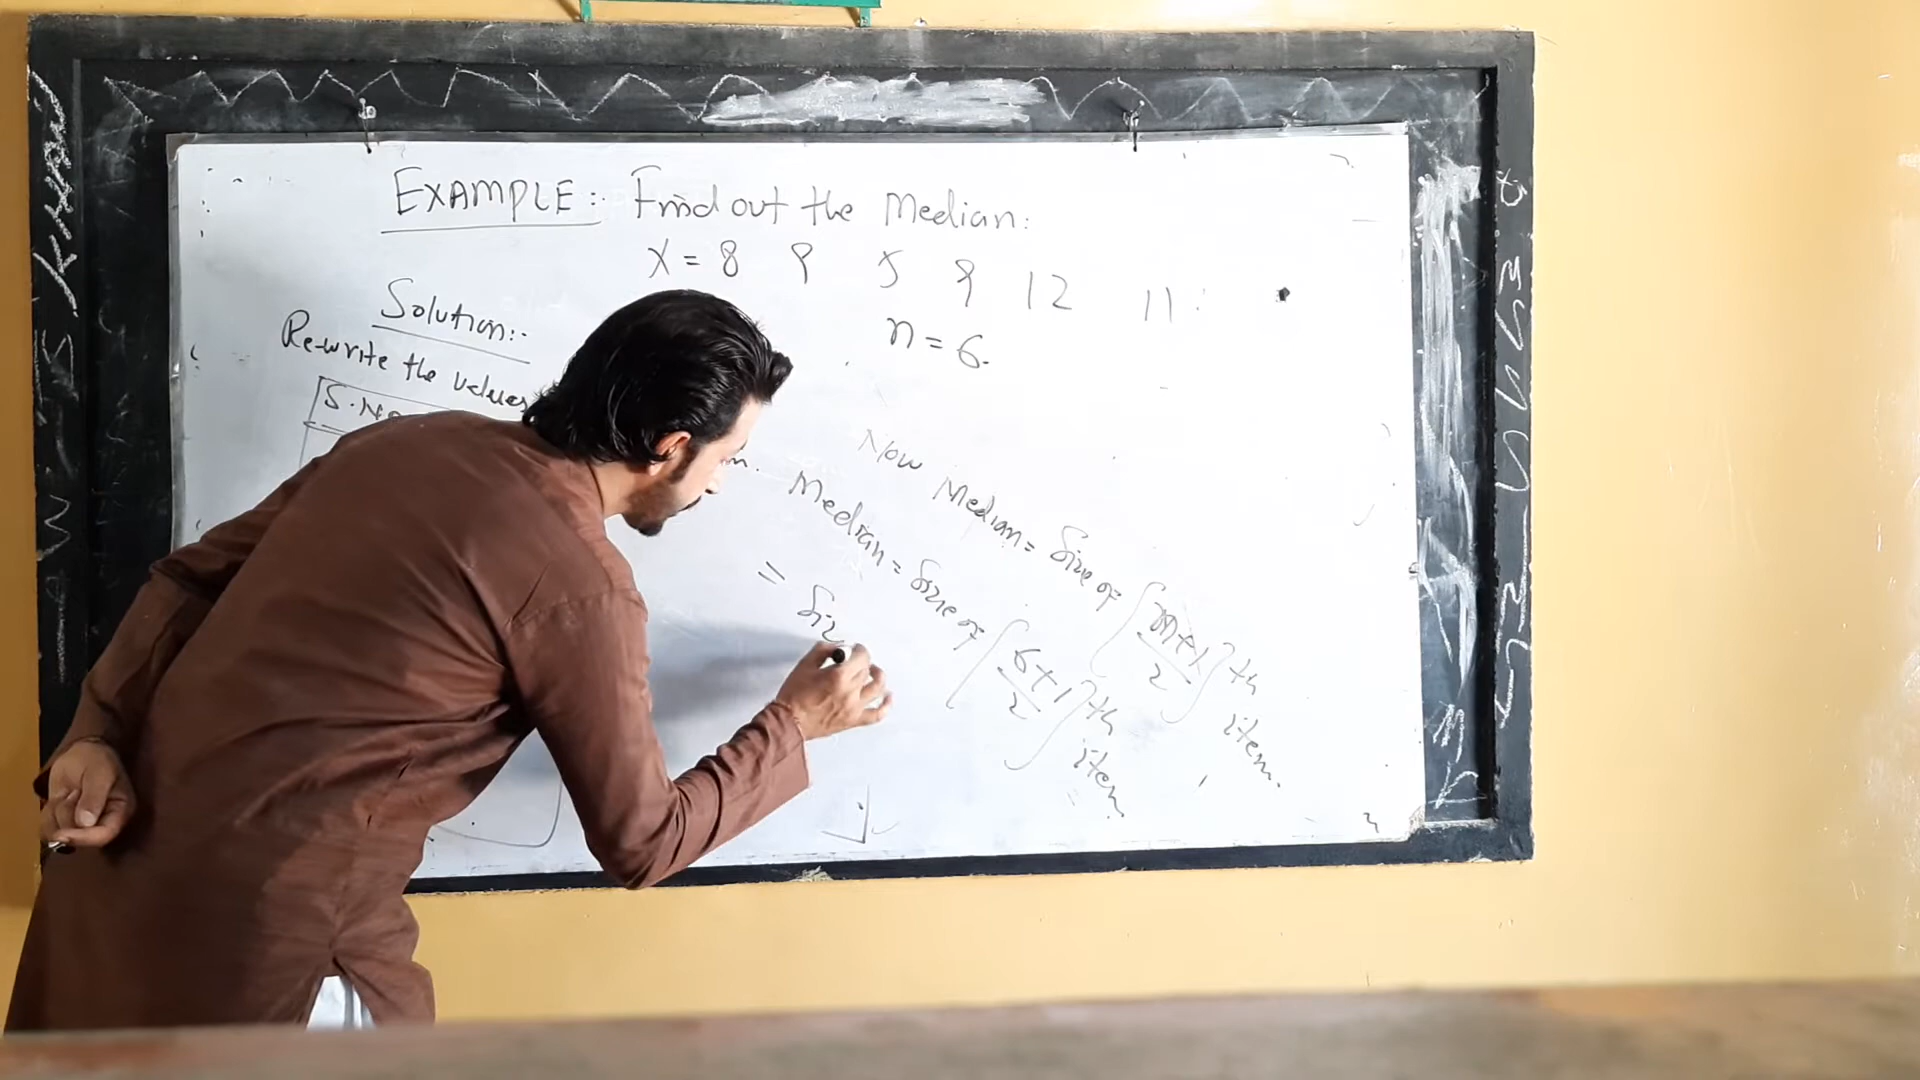 EXAMPLE:- Find out the Median:
X = 8 9 5 9 12 11:
n = 6.
Solution:-
Re-write the values
S.No
Now Median = Size of (n+1/2)th item.
Median = Size of (6+1/2)th item
= Siz